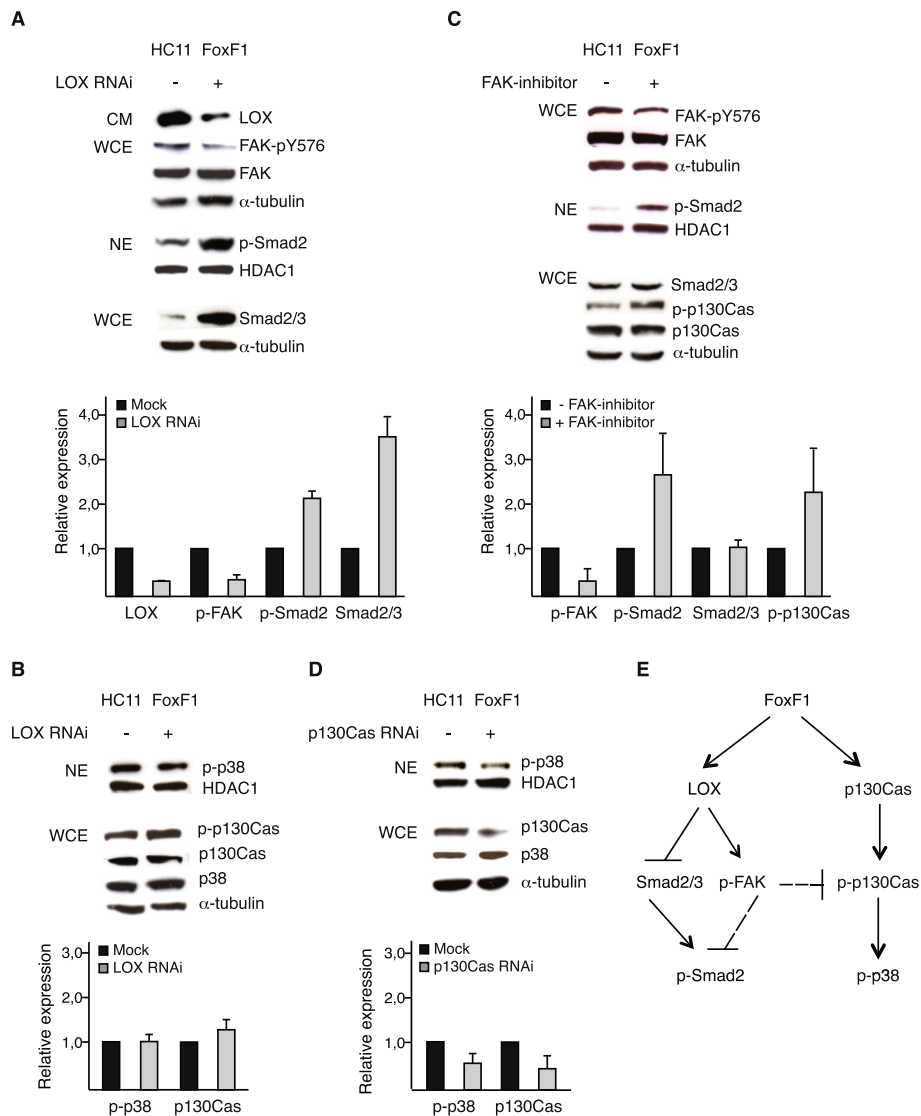 A
HC11 FoxF1
LOX RNAi - +
CM LOX
WCE FAK-pY576
FAK
α-tubulin
NE p-Smad2
HDAC1
WCE Smad2/3
α-tubulin
Mock
LOX RNAi
4,0
3,0
2,0
1,0
Relative expression
LOX p-FAK p-Smad2 Smad2/3
C
HC11 FoxF1
FAK-inhibitor - +
WCE FAK-pY576
FAK
α-tubulin
NE p-Smad2
HDAC1
WCE Smad2/3
p-p130Cas
p130Cas
α-tubulin
- FAK-inhibitor
+ FAK-inhibitor
4,0
3,0
2,0
1,0
Relative expression
p-FAK p-Smad2 Smad2/3 p-p130Cas
B
HC11 FoxF1
LOX RNAi - +
NE p-p38
HDAC1
WCE p-p130Cas
p130Cas
p38
α-tubulin
Mock
LOX RNAi
3,0
2,0
1,0
Relative expression
p-p38 p130Cas
D
HC11 FoxF1
p130Cas RNAi - +
NE p-p38
HDAC1
WCE p130Cas
p38
α-tubulin
Mock
p130Cas RNAi
3,0
2,0
1,0
Relative expression
p-p38 p130Cas
E
FoxF1
LOX p130Cas
Smad2/3 p-FAK p-p130Cas
p-Smad2 p-p38